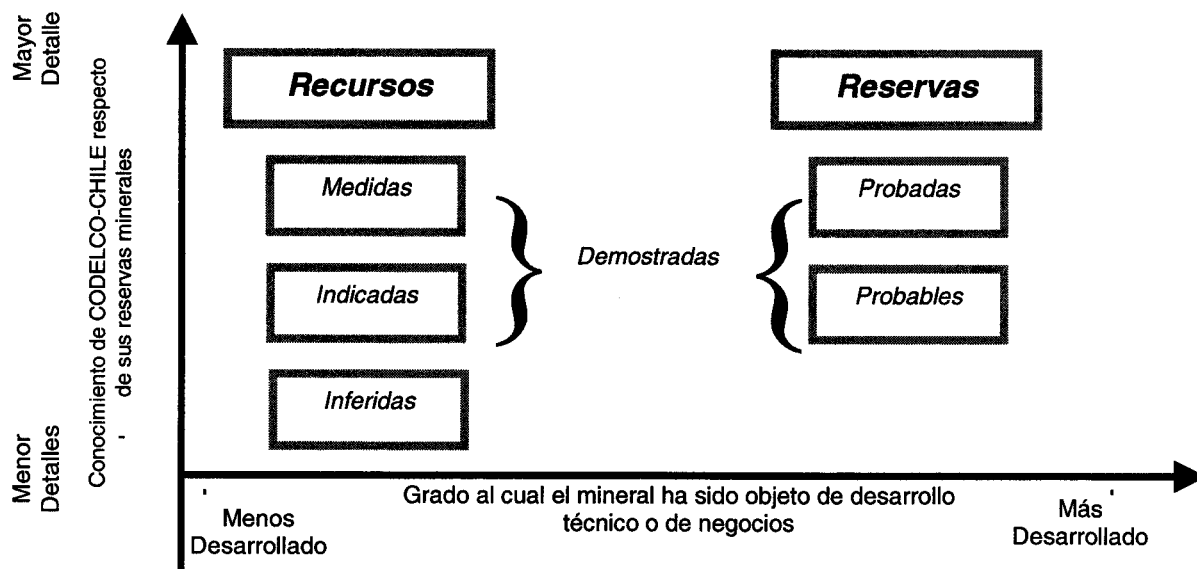 Mayor
Detalle
Conocimiento de CODELCO-CHILE respecto
de sus reservas minerales
Menor
Detalles
Recursos
Medidas
Indicadas
Inferidas
Demostradas
Reservas
Probadas
Probables
Grado al cual el mineral ha sido objeto de desarrollo
técnico o de negocios
Menos
Desarrollado
Más
Desarrollado